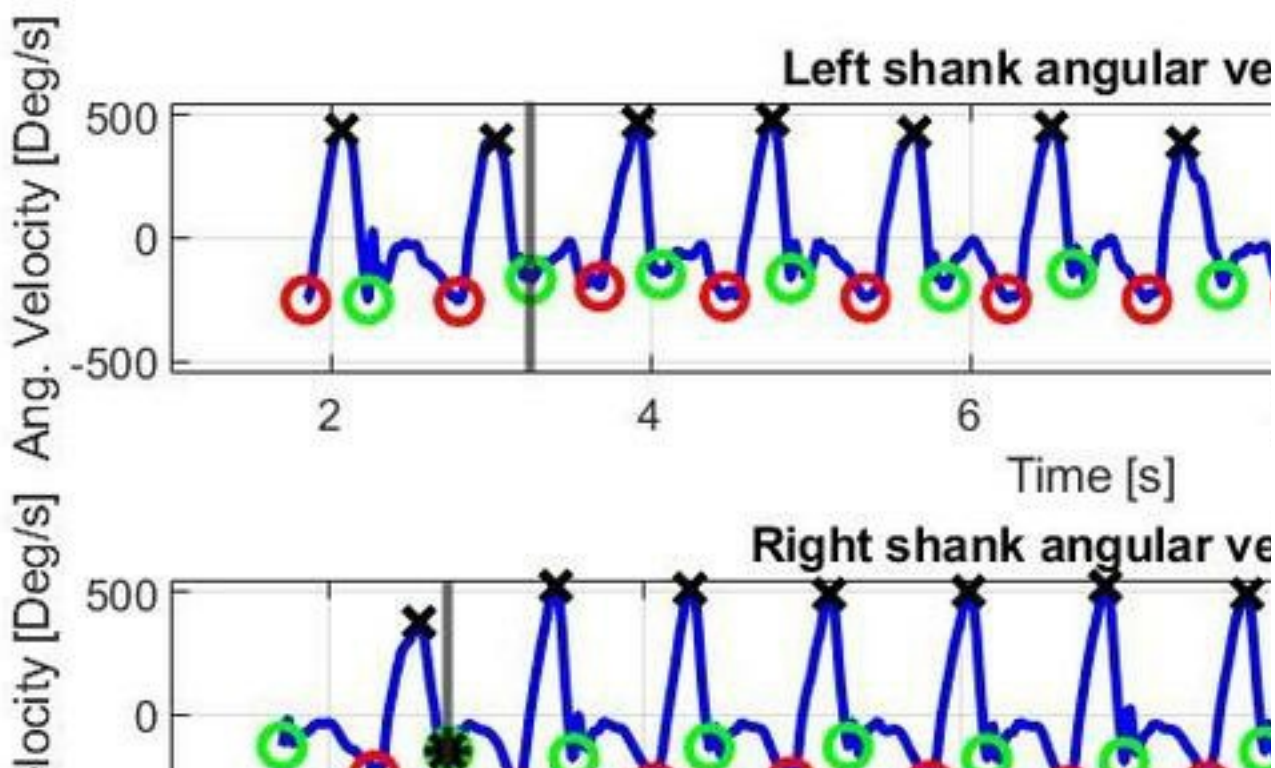 Left shank angular ve
Ang. Velocity [Deg/s]
500
0
-500
2 4 6
Time [s]
Right shank angular ve
locity [Deg/s]
500
0